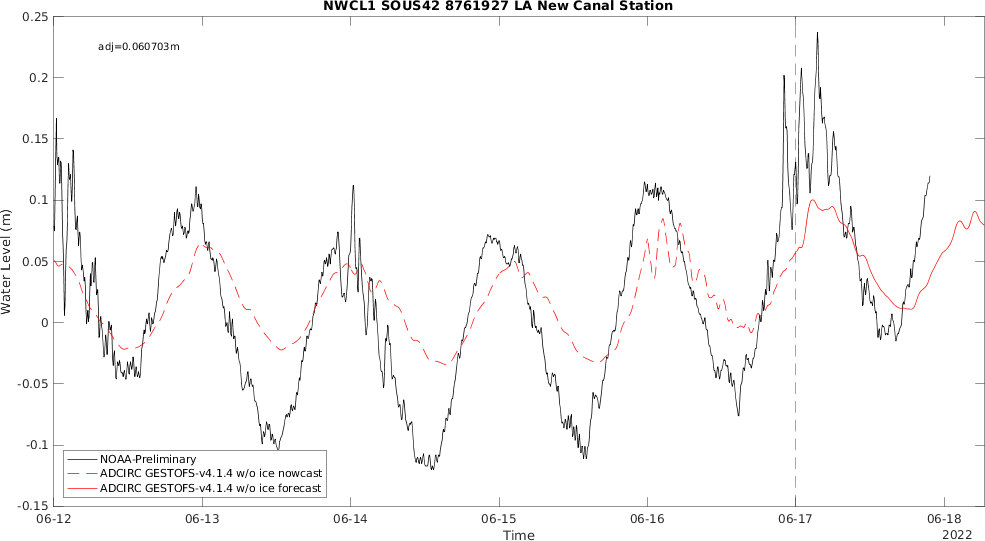 NWCL1 SOUS42 8761927 LA New Canal Station
0.25
adj=0.060703m
0.2
0.15
0.1
0.05
0
-0.05
-0.1
-0.15
Water Level (m)
NOAA-Preliminary
ADCIRC GESTOFS-v4.1.4 w/o ice nowcast
ADCIRC GESTOFS-v4.1.4 w/o ice forecast
06-12 06-13 06-14 06-15 06-16 06-17 06-18
Time
2022